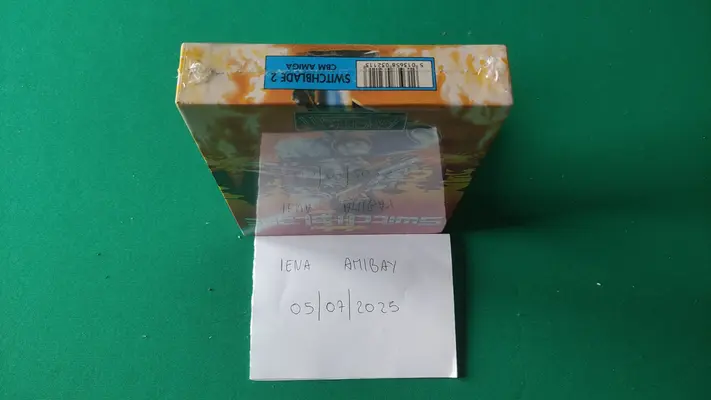 SWITCHBLADE 2
CBM AMIGA
IENA AMIBAY
05/07/2025